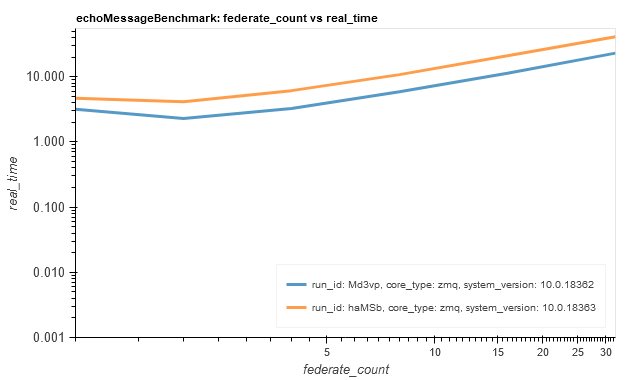 echoMessageBenchmark: federate_count vs real_time
10.000
1.000
0.100
0.010
0.001
real_time
run_id: Md3vp, core_type: zmq, system_version: 10.0.18362
run_id: haMSb, core_type: zmq, system_version: 10.0.18363
5
10
15
20
25
30
federate_count